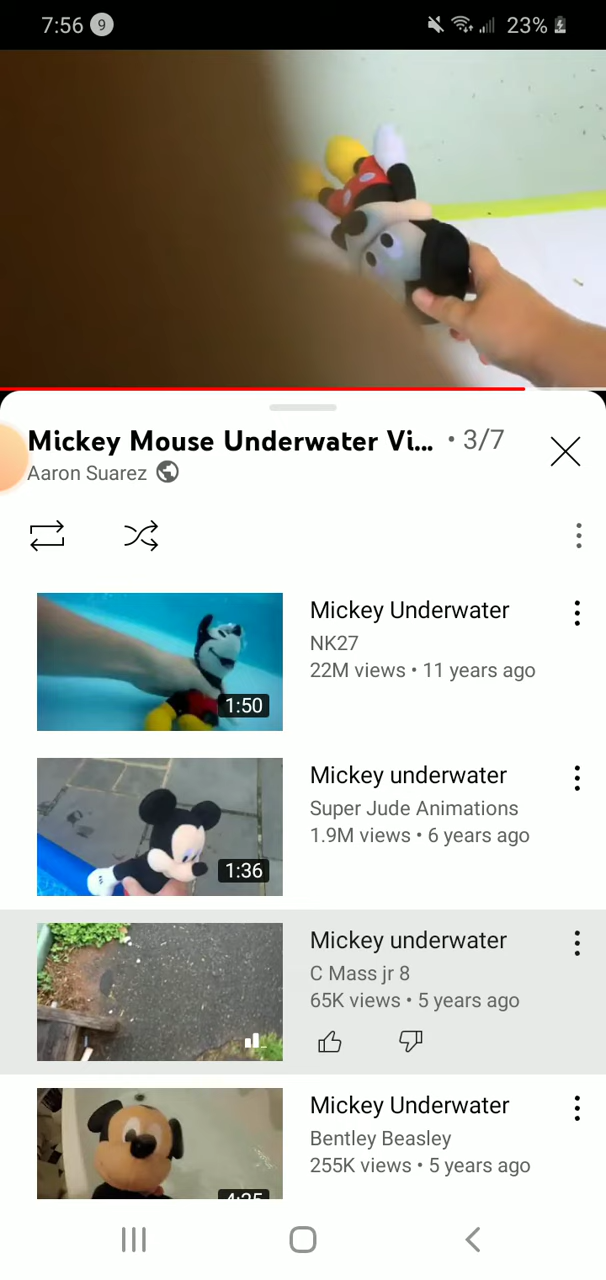 7:56 9 23%
Mickey Mouse Underwater Vi... • 3/7
Aaron Suarez
Mickey Underwater
NK27
22M views • 11 years ago
1:50
Mickey underwater
Super Jude Animations
1.9M views • 6 years ago
1:36
Mickey underwater
C Mass jr 8
65K views • 5 years ago
Mickey Underwater
Bentley Beasley
255K views • 5 years ago
4:25